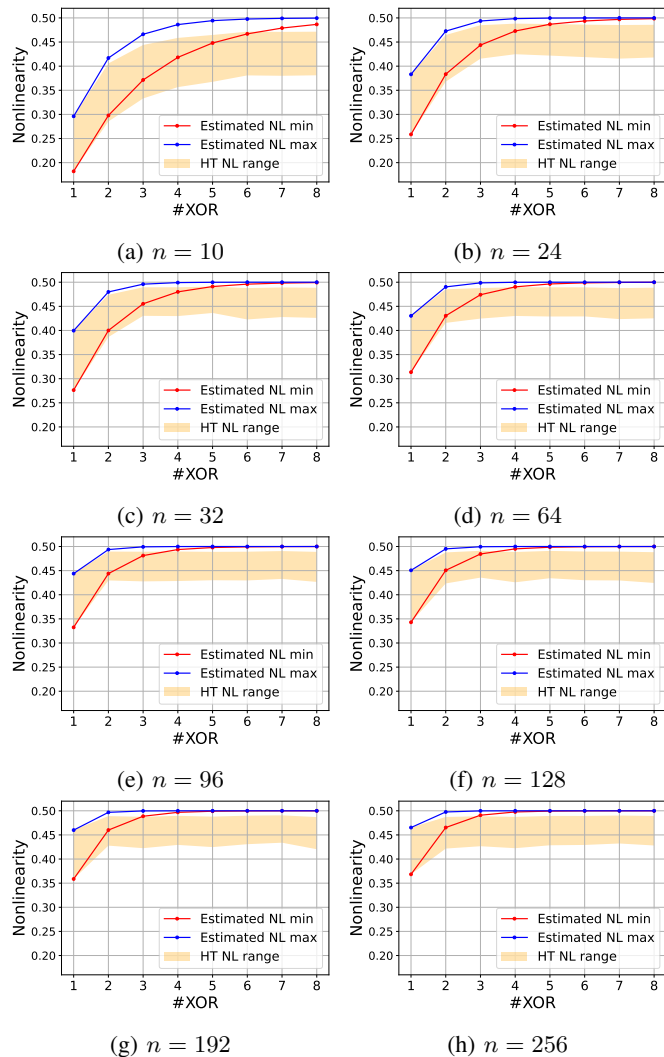 0.50
0.45
0.40
0.35
0.30
0.25
0.20
Nonlinearity
Estimated NL min
Estimated NL max
HT NL range
1 2 3 4 5 6 7 8
#XOR
(a) n = 10
0.50
0.45
0.40
0.35
0.30
0.25
0.20
Nonlinearity
Estimated NL min
Estimated NL max
HT NL range
1 2 3 4 5 6 7 8
#XOR
(b) n = 24
0.50
0.45
0.40
0.35
0.30
0.25
0.20
Nonlinearity
Estimated NL min
Estimated NL max
HT NL range
1 2 3 4 5 6 7 8
#XOR
(c) n = 32
0.50
0.45
0.40
0.35
0.30
0.25
0.20
Nonlinearity
Estimated NL min
Estimated NL max
HT NL range
1 2 3 4 5 6 7 8
#XOR
(d) n = 64
0.50
0.45
0.40
0.35
0.30
0.25
0.20
Nonlinearity
Estimated NL min
Estimated NL max
HT NL range
1 2 3 4 5 6 7 8
#XOR
(e) n = 96
0.50
0.45
0.40
0.35
0.30
0.25
0.20
Nonlinearity
Estimated NL min
Estimated NL max
HT NL range
1 2 3 4 5 6 7 8
#XOR
(f) n = 128
0.50
0.45
0.40
0.35
0.30
0.25
0.20
Nonlinearity
Estimated NL min
Estimated NL max
HT NL range
1 2 3 4 5 6 7 8
#XOR
(g) n = 192
0.50
0.45
0.40
0.35
0.30
0.25
0.20
Nonlinearity
Estimated NL min
Estimated NL max
HT NL range
1 2 3 4 5 6 7 8
#XOR
(h) n = 256